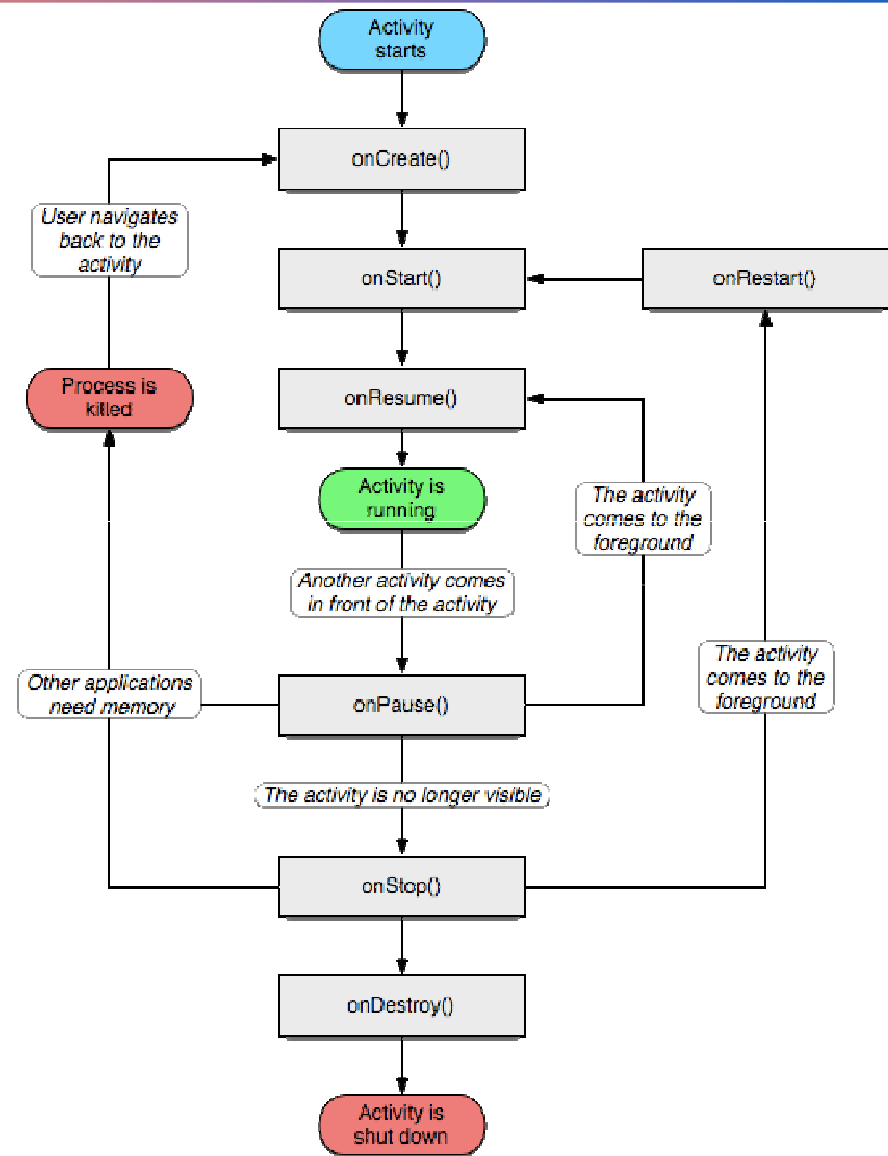 Activity
starts
onCreate()
User navigates
back to the
activity
onStart()
onRestart()
Process is
killed
onResume()
Activity is
running
The activity
comes to the
foreground
Another activity comes
in front of the activity
The activity
comes to the
foreground
Other applications
need memory
onPause()
The activity is no longer visible
onStop()
onDestroy()
Activity is
shut down